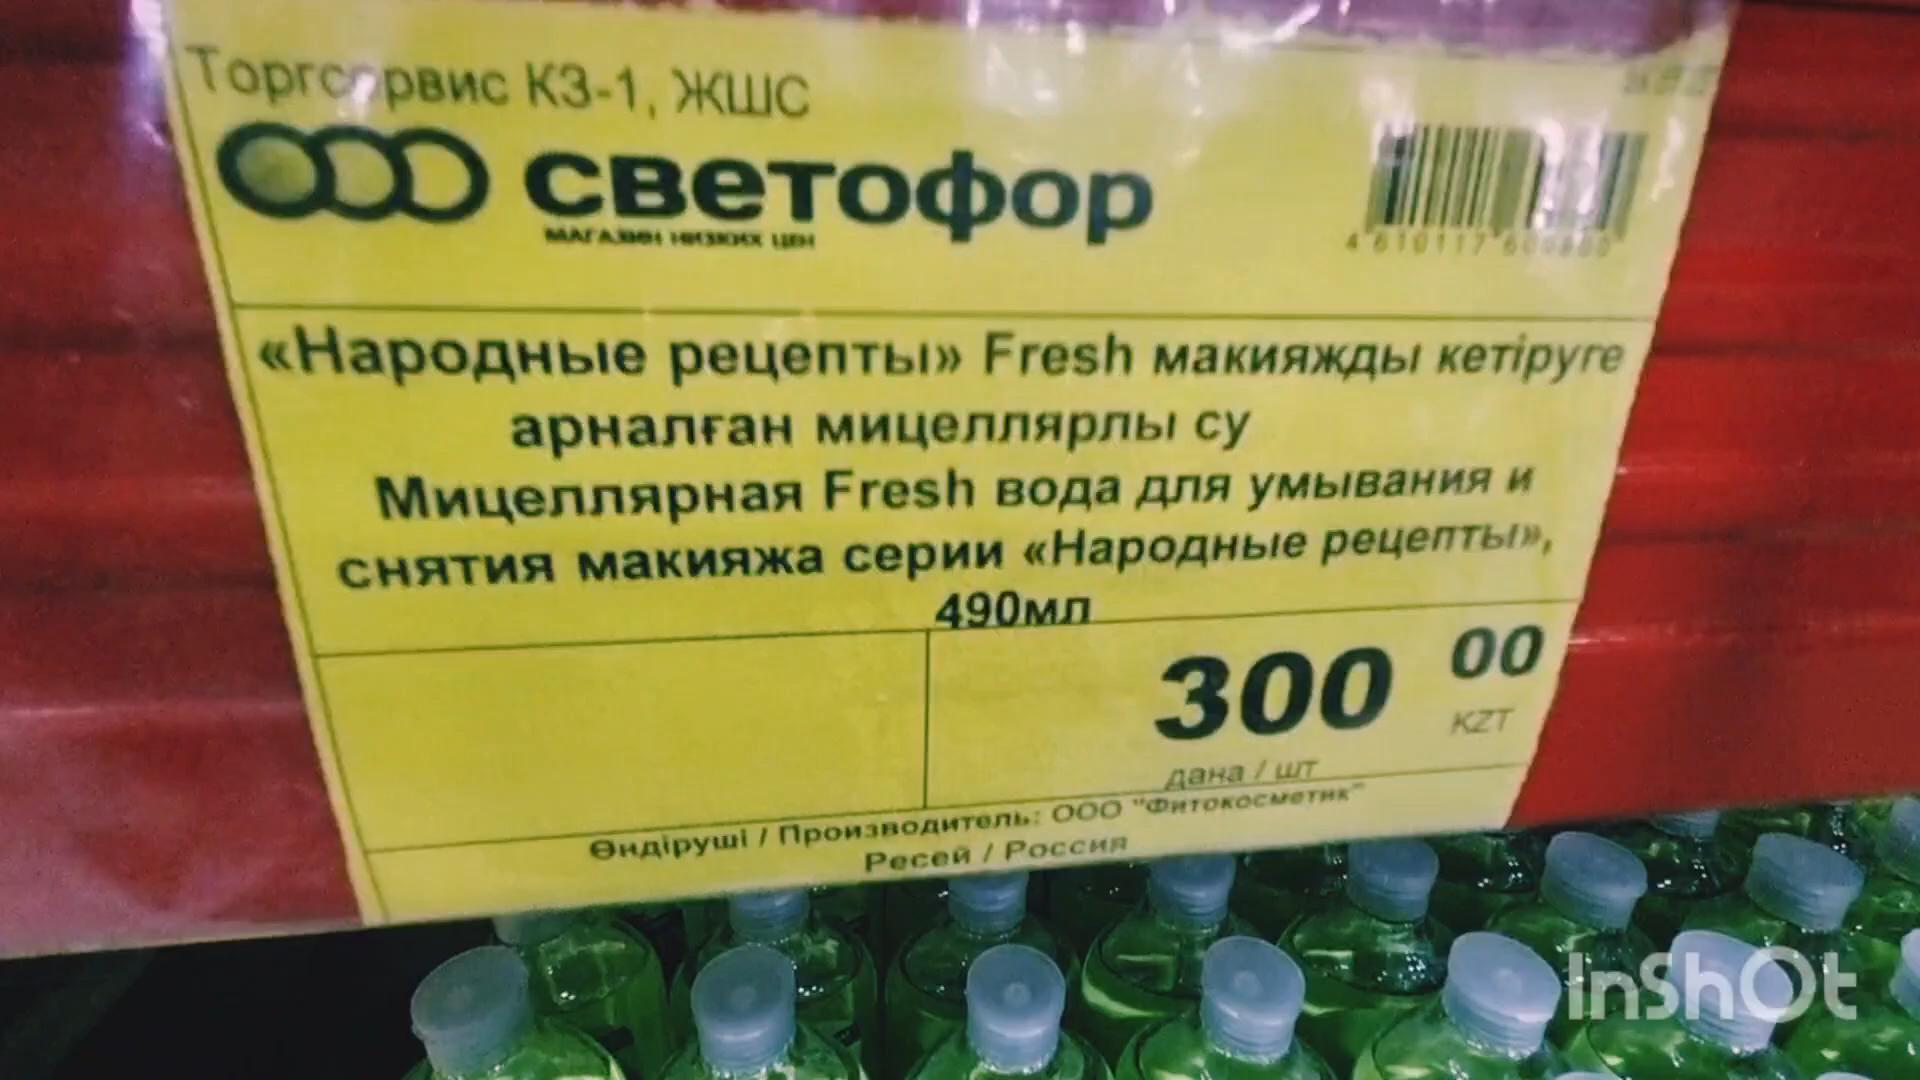 Торгсервис КЗ-1, ЖШС
светофор
МАГАЗИН НИЗКИХ ЦЕН
«Народные рецепты» Fresh макияжды кетіруге
арналған мицеллярлы су
Мицеллярная Fresh вода для умывания и
снятия макияжа серии «Народные рецепты»,
490мл
300 00
KZT
дана / шт
Өндіруші / Производитель: ООО "Фитокосметик"
Ресей / Россия
InShOt